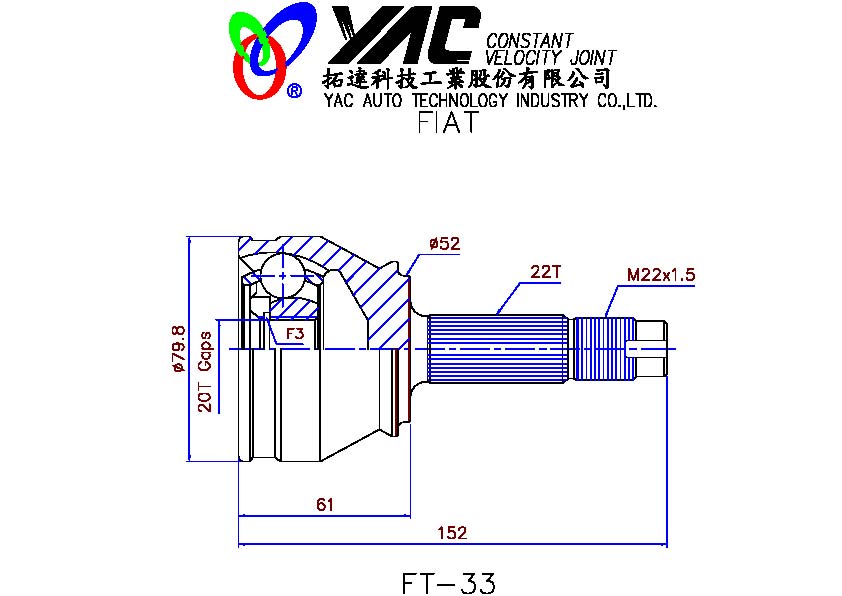 YAC CONSTANT
VELOCITY JOINT
®
拓達科技工業股份有限公司
YAC AUTO TECHNOLOGY INDUSTRY CO.,LTD.
FIAT
ø52
22T
M22x1.5
F3
ø79.8
20T Gaps
61
152
FT-33